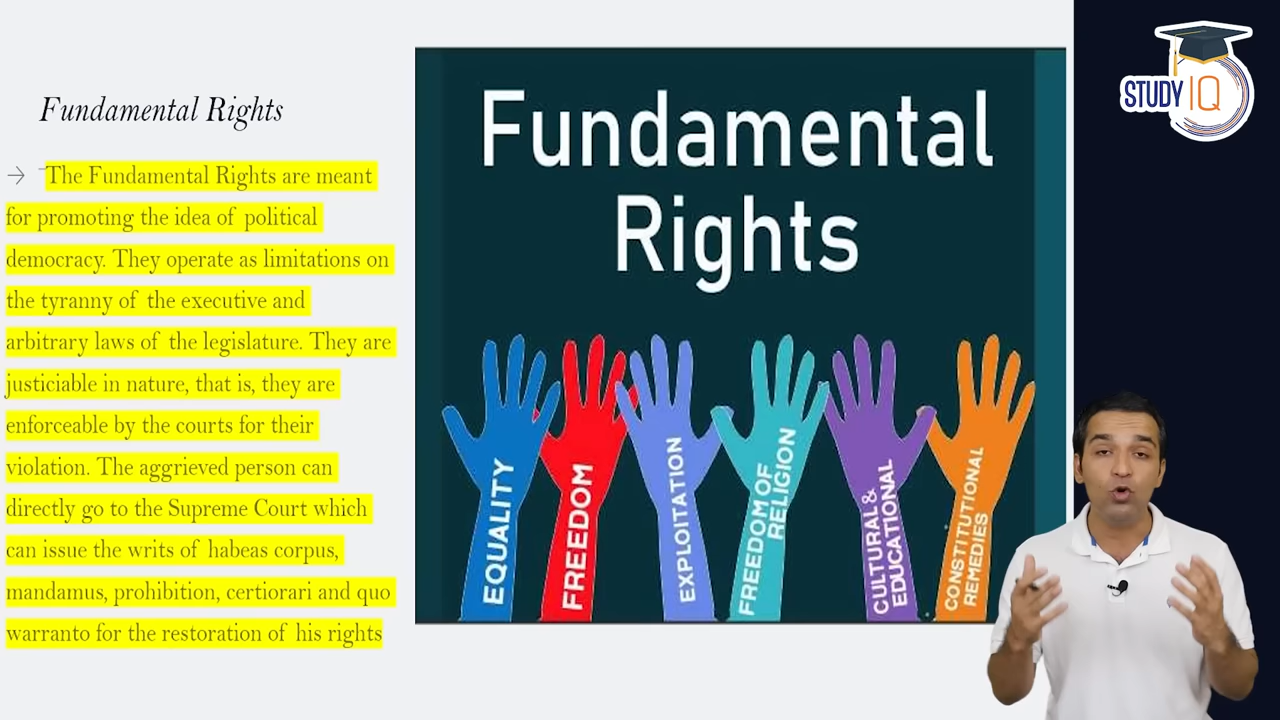 Fundamental Rights
→ The Fundamental Rights are meant
for promoting the idea of political
democracy. They operate as limitations on
the tyranny of the executive and
arbitrary laws of the legislature. They are
justiciable in nature, that is, they are
enforceable by the courts for their
violation. The aggrieved person can
directly go to the Supreme Court which
can issue the writs of habeas corpus,
mandamus, prohibition, certiorari and quo
warranto for the restoration of his rights
Fundamental
Rights
EQUALITY
FREEDOM
EXPLOITATION
FREEDOM OF
RELIGION
CULTURAL &
EDUCATIONAL
CONSTITUTIONAL
REMEDIES
STUDY IQ